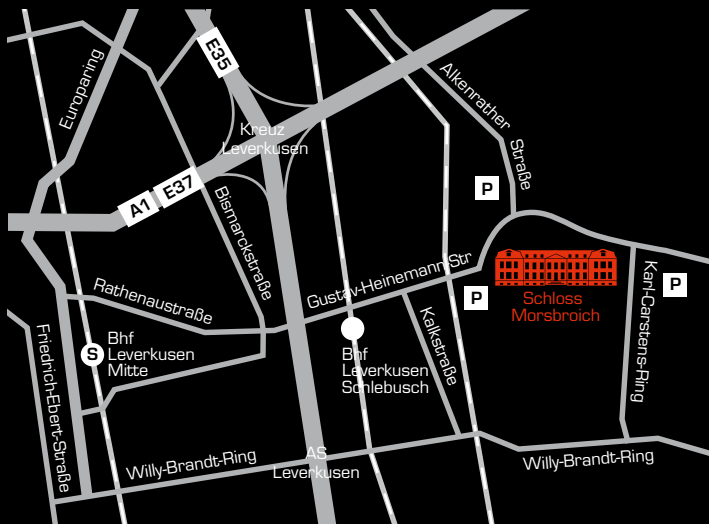 E35
Europaring
Alkenrather
Straße
Kreuz
Leverkusen
A1
E37
P
Bismarckstraße
Gustav-Heinemann-Str
Rathenaustraße
P
P
Schloss
Morsbroich
Karl-Carstens-Ring
Kalkstraße
Friedrich-Ebert-Straße
S
Bhf
Leverkusen
Mitte
Bhf
Leverkusen
Schlebusch
Willy-Brandt-Ring
AS
Leverkusen
Willy-Brandt-Ring